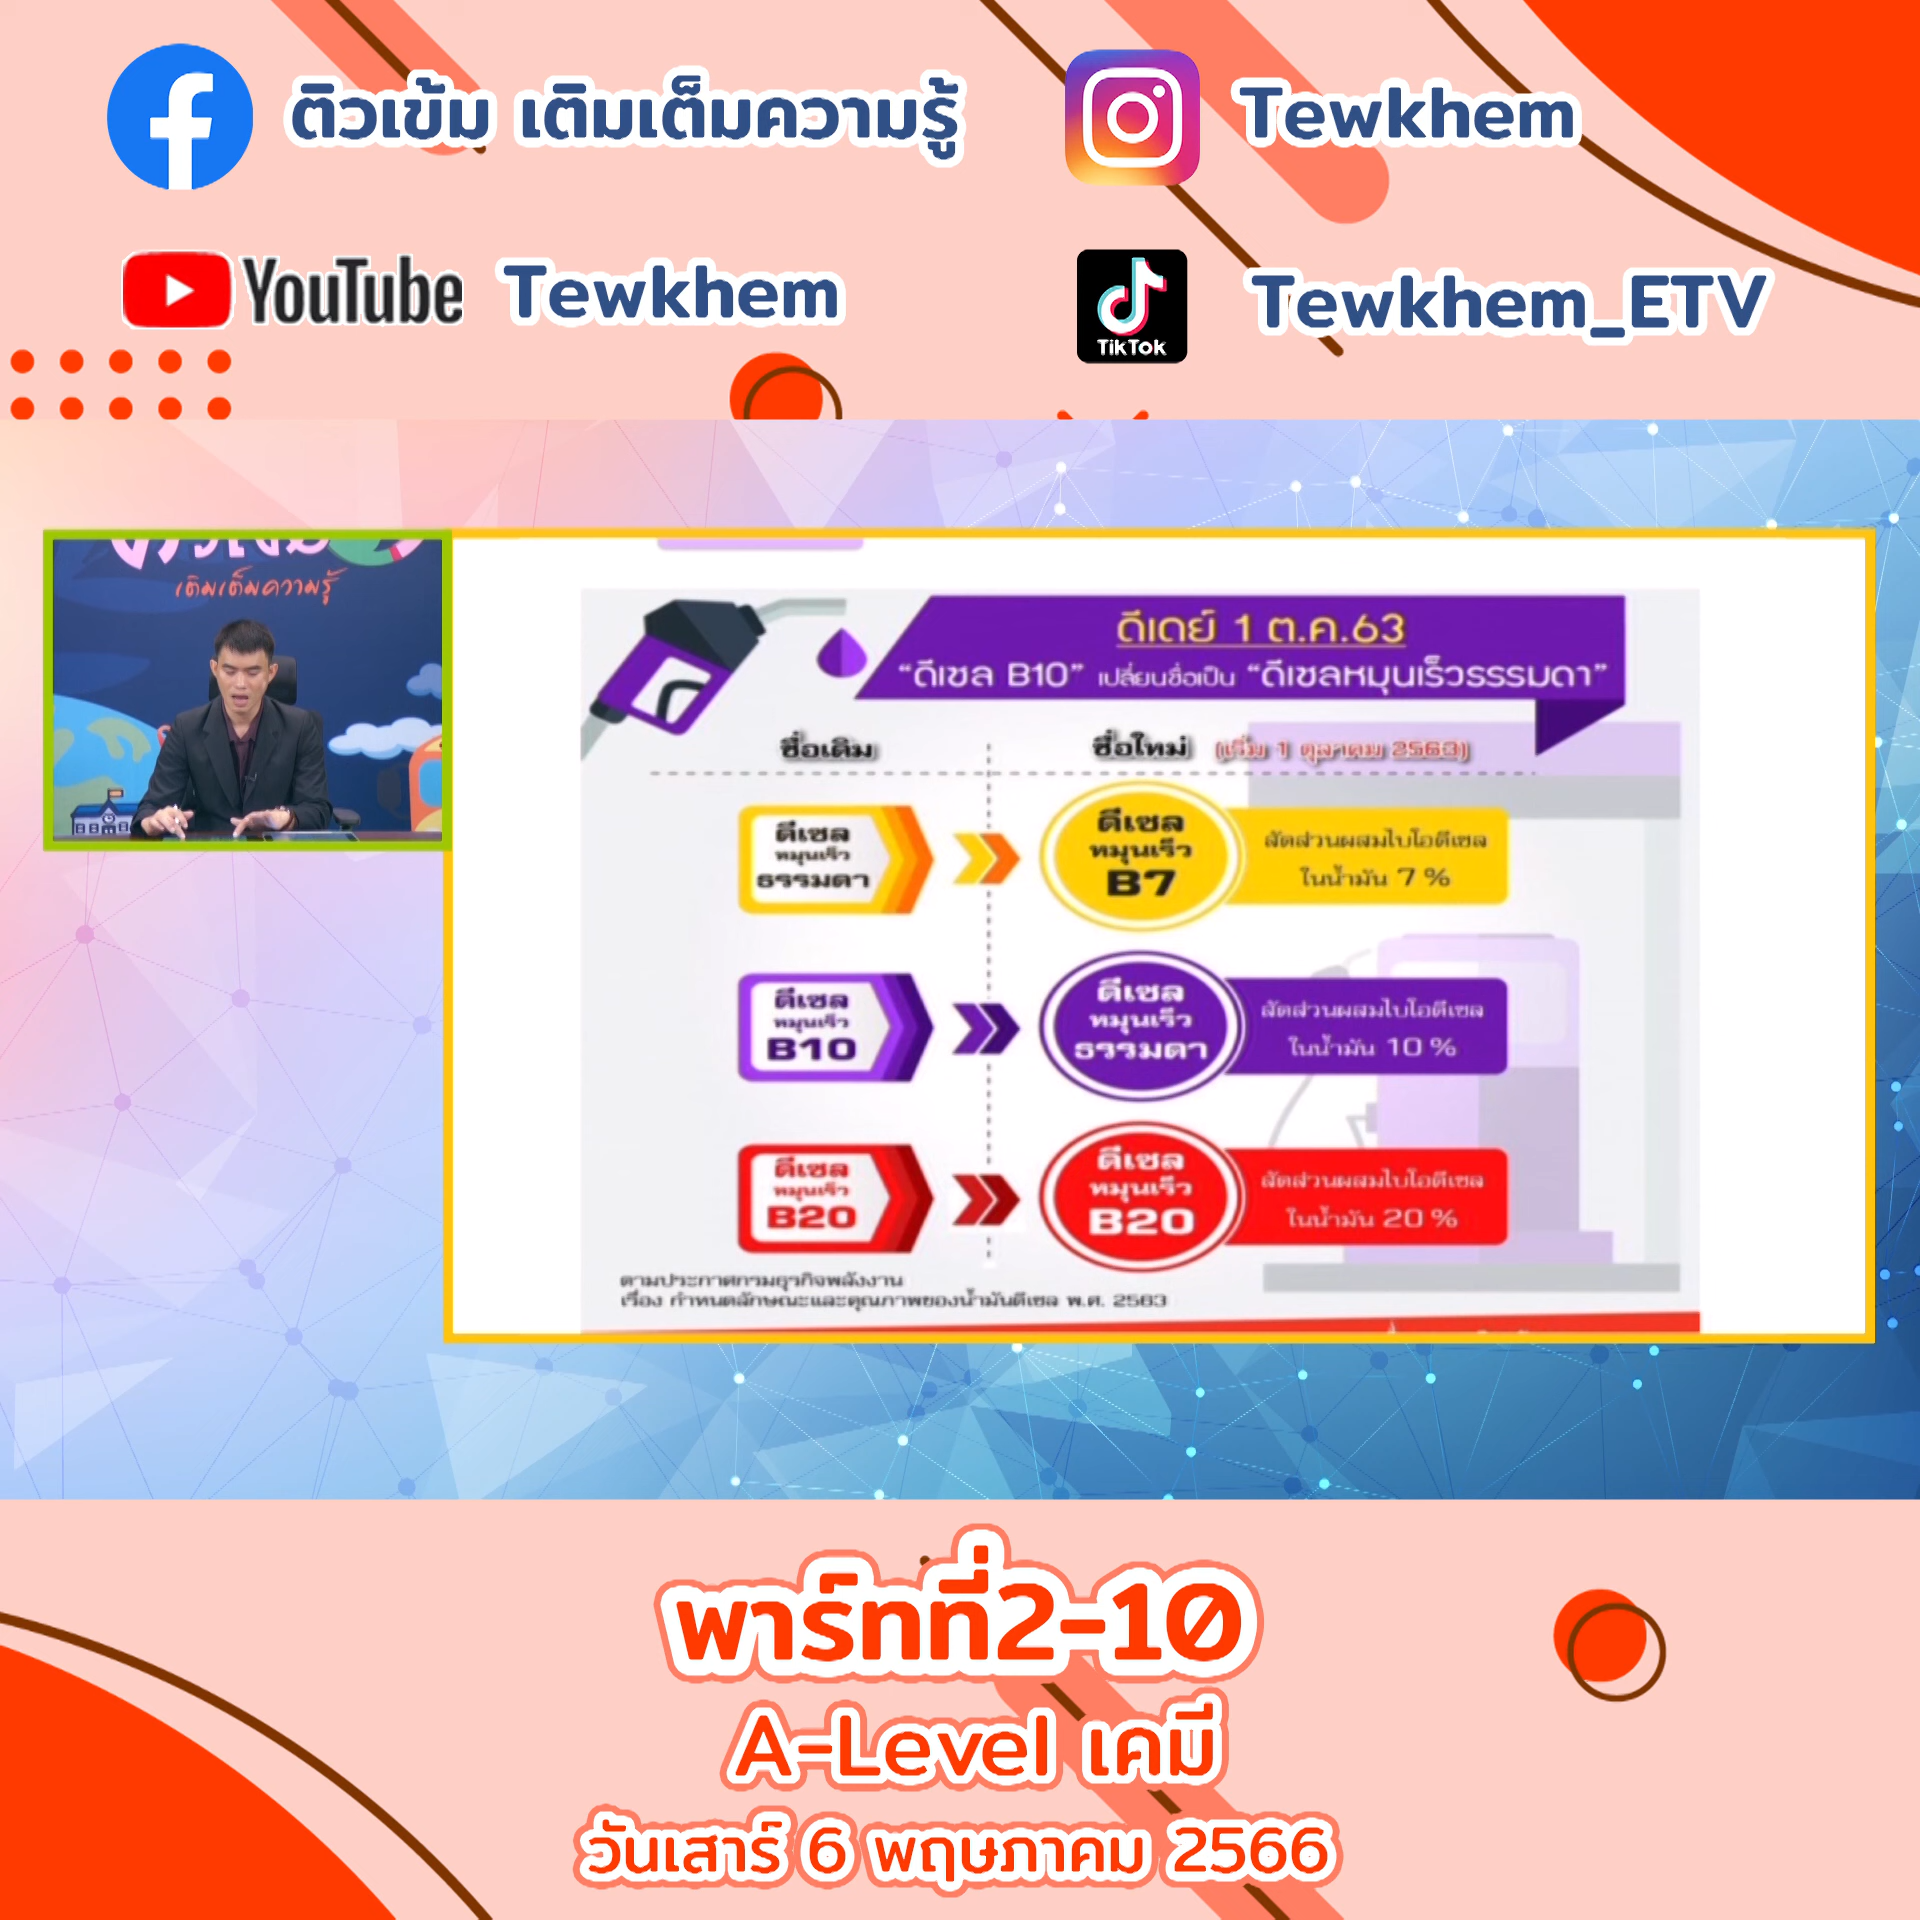 ติวเข้ม เติมเต็มความรู้
Tewkhem
YouTube Tewkhem
TikTok
Tewkhem_ETV
เติมเต็มความรู้
ดีเดย์ 1 ต.ค.63
“ดีเซล B10” เปลี่ยนชื่อเป็น “ดีเซลหมุนเร็วธรรมดา”
ชื่อเดิม
ชื่อใหม่ (เริ่ม 1 ตุลาคม 2563)
ดีเซล
หมุนเร็ว
ธรรมดา
ดีเซล
หมุนเร็ว
B7
สัดส่วนผสมไบโอดีเซล
ในน้ำมัน 7 %
ดีเซล
หมุนเร็ว
B10
ดีเซล
หมุนเร็ว
ธรรมดา
สัดส่วนผสมไบโอดีเซล
ในน้ำมัน 10 %
ดีเซล
หมุนเร็ว
B20
ดีเซล
หมุนเร็ว
B20
สัดส่วนผสมไบโอดีเซล
ในน้ำมัน 20 %
ตามประกาศกรมธุรกิจพลังงาน
เรื่อง กำหนดลักษณะและคุณภาพของน้ำมันดีเซล พ.ศ. 2563
พาร์ทที่2-10
A-Level เคมี
วันเสาร์ 6 พฤษภาคม 2566